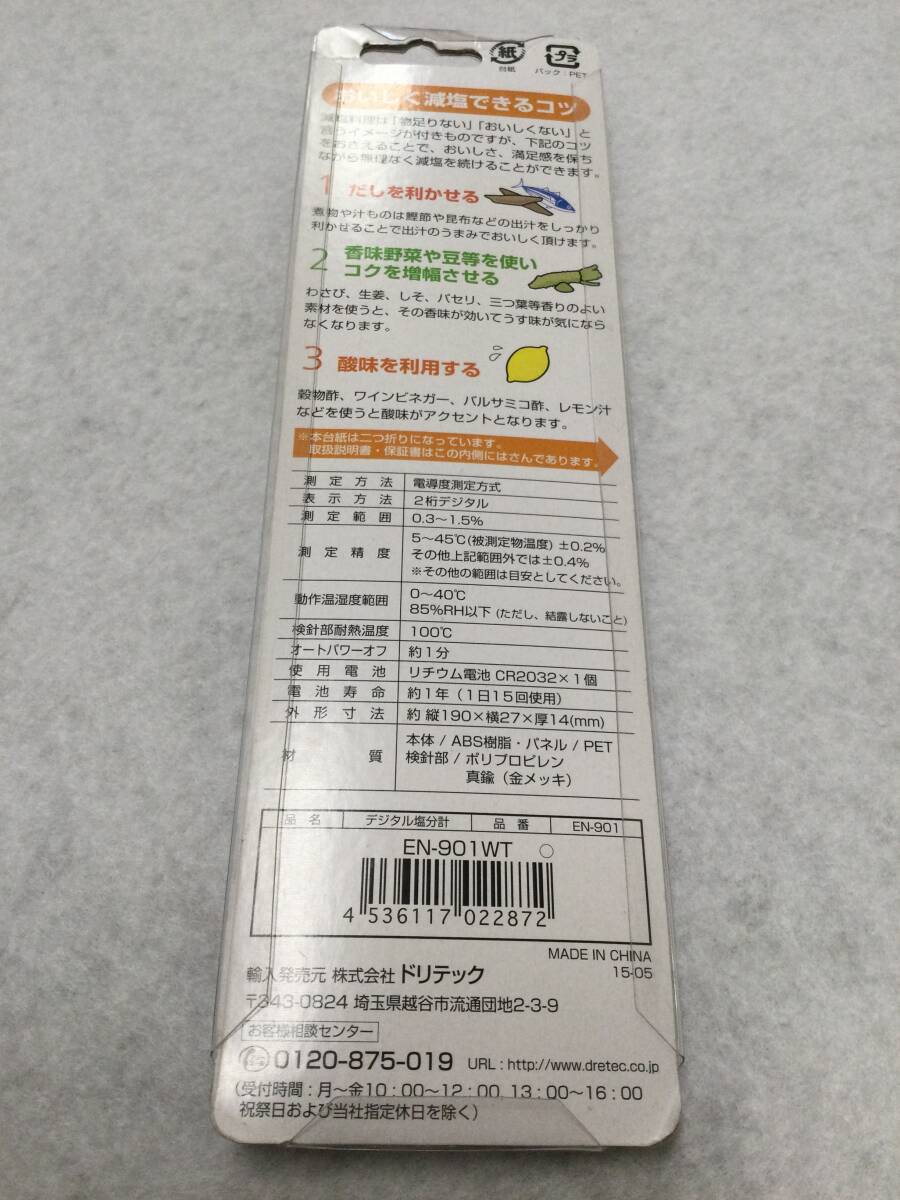 紙
台紙
プラ
パック:PET
おいしく減塩できるコツ
減塩料理は「物足りない」「おいしくない」と
言うイメージが付きものですが、下記のコツ
をおさえることで、おいしさ、満足感を保ち
ながら無理なく減塩を続けることができます。
1 だしを利かせる
煮物や汁ものは鰹節や昆布などの出汁をしっかり
利かせることで出汁のうまみでおいしく頂けます。
2 香味野菜や豆等を使い
コクを増幅させる
わさび、生姜、しそ、パセリ、三つ葉等香りのよい
素材を使うと、その香味が効いてうす味が気になら
なくなります。
3 酸味を利用する
穀物酢、ワインビネガー、バルサミコ酢、レモン汁
などを使うと酸味がアクセントとなります。
※本台紙は二つ折りになっています。
取扱説明書・保証書はこの内側にはさんであります。
測定方法 電導度測定方式
表示方法 2桁デジタル
測定範囲 0.3~1.5%
測定精度 5~45℃(被測定物温度) ±0.2%
その他上記範囲外では±0.4%
※その他の範囲は目安としてください。
動作温湿度範囲 0~40℃
85%RH以下 (ただし、結露しないこと)
検針部耐熱温度 100℃
オートパワーオフ 約1分
使用電池 リチウム電池 CR2032×1個
電池寿命 約1年(1日15回使用)
外形寸法 約 縦190×横27×厚14(mm)
材質 本体 / ABS樹脂・パネル / PET
検針部 / ポリプロピレン
真鍮(金メッキ)
品名 デジタル塩分計 品番 EN-901
EN-901WT ○
4 536117 022872
MADE IN CHINA
15-05
輸入発売元 株式会社 ドリテック
〒343-0824 埼玉県越谷市流通団地2-3-9
お客様相談センター
0120-875-019 URL:http://www.dretec.co.jp
(受付時間:月~金10:00~12:00, 13:00~16:00
祝祭日および当社指定休日を除く)